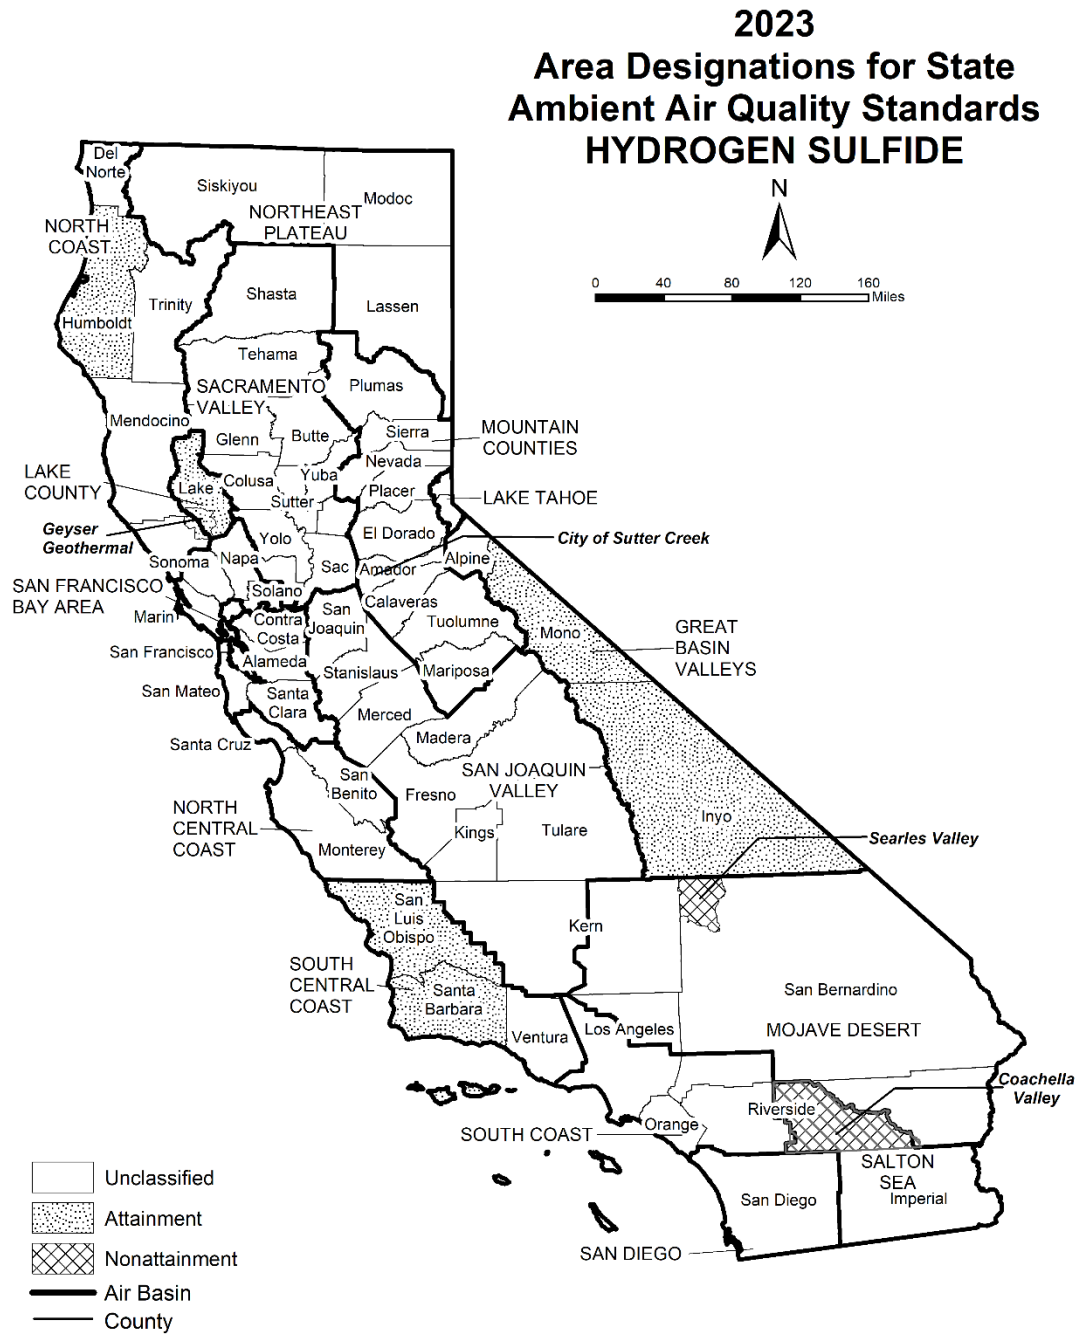 2023
Area Designations for State
Ambient Air Quality Standards
HYDROGEN SULFIDE
N
0 40 80 120 160
Miles
Del
Norte
Siskiyou
Modoc
NORTHEAST
PLATEAU
NORTH
COAST
Humboldt
Trinity
Shasta
Lassen
Tehama
SACRAMENTO
VALLEY
Plumas
Mendocino
Glenn
Butte
Sierra
MOUNTAIN
COUNTIES
Nevada
LAKE
COUNTY
Lake
Colusa
Yuba
Sutter
Placer
LAKE TAHOE
Geyser
Geothermal
Yolo
El Dorado
City of Sutter Creek
Sonoma
Napa
Sac
Amador
Alpine
SAN FRANCISCO
BAY AREA
Solano
Marin
Contra
Costa
San
Joaquin
Calaveras
Tuolumne
Mono
GREAT
BASIN
VALLEYS
San Francisco
Alameda
Stanislaus
Mariposa
San Mateo
Santa
Clara
Merced
Madera
Santa Cruz
San
Benito
Fresno
SAN JOAQUIN
VALLEY
NORTH
CENTRAL
COAST
Monterey
Kings
Tulare
Inyo
Searles Valley
San
Luis
Obispo
Kern
SOUTH
CENTRAL
COAST
Santa
Barbara
San Bernardino
Ventura
Los Angeles
MOJAVE DESERT
Coachella
Valley
Riverside
Orange
SOUTH COAST
SALTON
SEA
San Diego
Imperial
SAN DIEGO
Unclassified
Attainment
Nonattainment
Air Basin
County